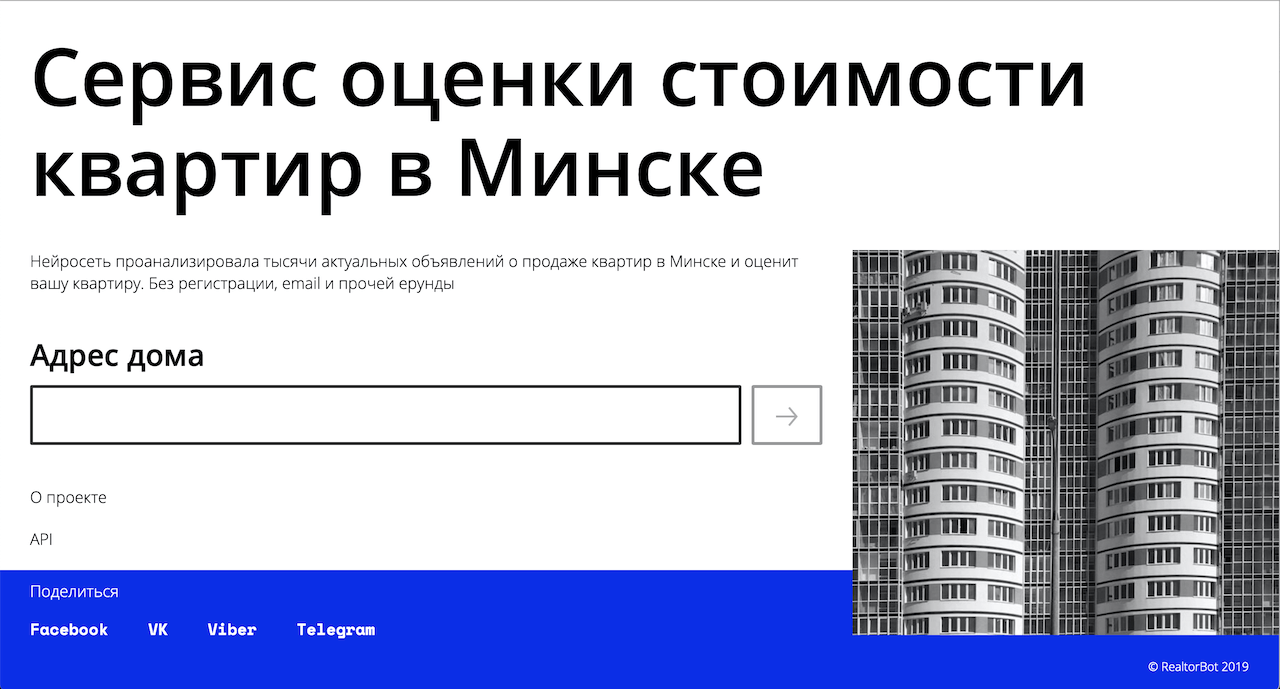 Сервис оценки стоимости
квартир в Минске
Нейросеть проанализировала тысячи актуальных объявлений о продаже квартир в Минске и оценит
вашу квартиру. Без регистрации, email и прочей ерунды
Адрес дома
О проекте
API
Поделиться
Facebook VK Viber Telegram
© RealtorBot 2019